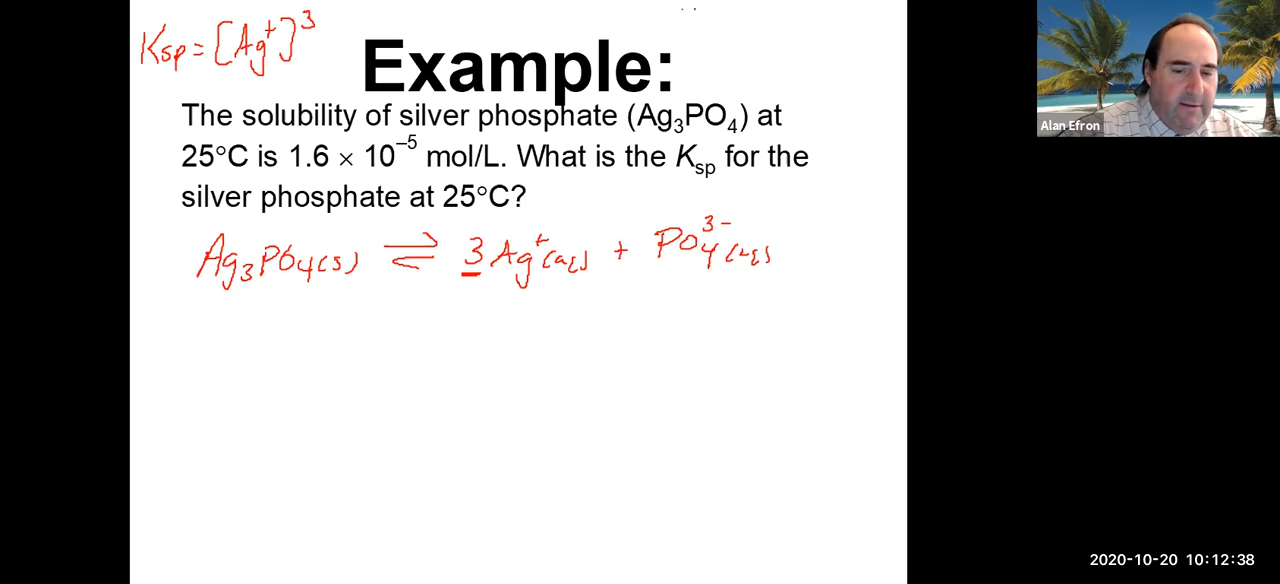 Ksp = [Ag⁺]³
Example:
The solubility of silver phosphate (Ag₃PO₄) at
25°C is 1.6 × 10⁻⁵ mol/L. What is the Kₛₚ for the
silver phosphate at 25°C?
Ag₃PO₄(s) ⇌ 3 Ag⁺(aq) + PO₄³⁻(aq)
Alan Efron
2020-10-20 10:12:38